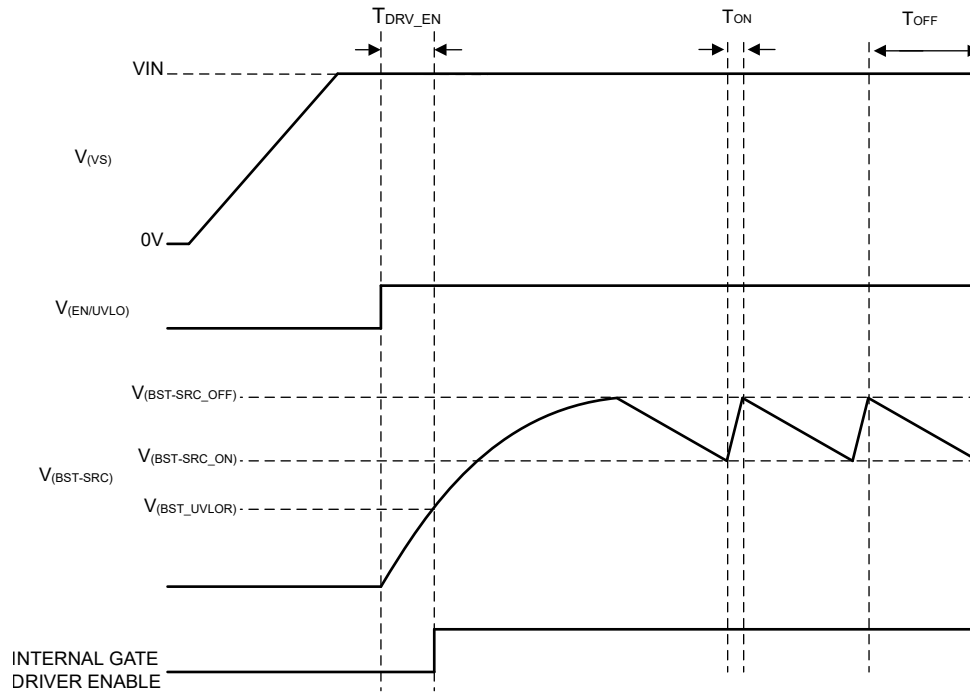 TDRV_EN
TON
TOFF
VIN
V(VS)
0V
V(EN/UVLO)
V(BST-SRC_OFF)
V(BST-SRC_ON)
V(BST-SRC)
V(BST_UVLOR)
INTERNAL GATE
DRIVER ENABLE